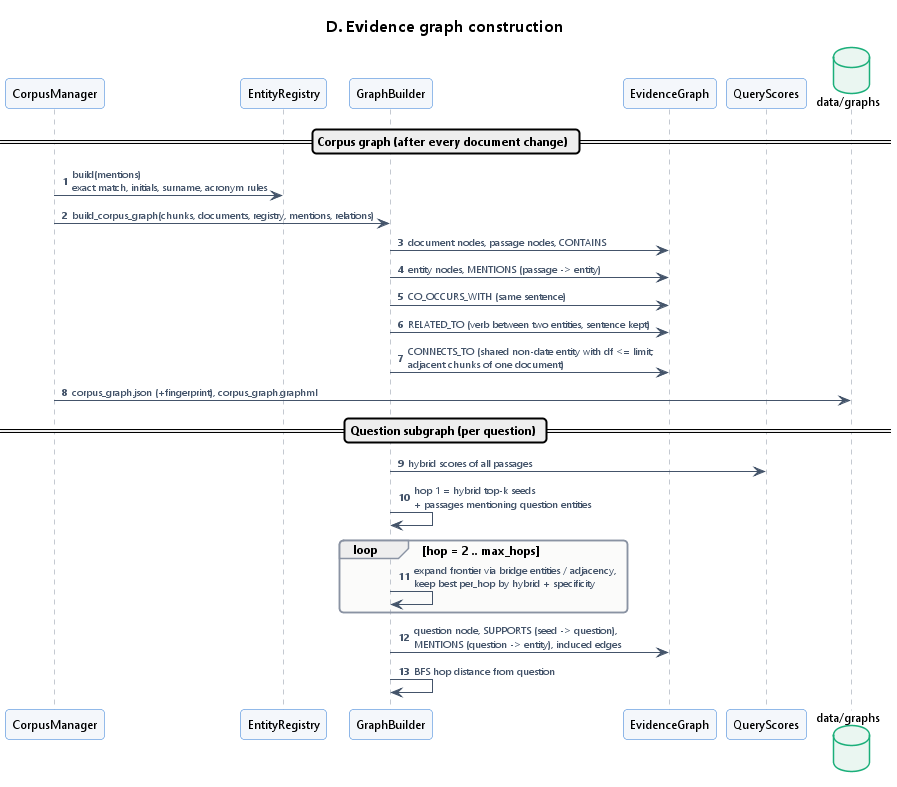 D. Evidence graph construction
CorpusManager
EntityRegistry
GraphBuilder
EvidenceGraph
QueryScores
data/graphs
Corpus graph (after every document change)
1 build(mentions)
exact match, initials, surname, acronym rules
2 build_corpus_graph(chunks, documents, registry, mentions, relations)
3 document nodes, passage nodes, CONTAINS
4 entity nodes, MENTIONS (passage -> entity)
5 CO_OCCURS_WITH (same sentence)
6 RELATED_TO (verb between two entities, sentence kept)
7 CONNECTS_TO (shared non-date entity with df <= limit;
adjacent chunks of one document)
8 corpus_graph.json (+fingerprint), corpus_graph.graphml
Question subgraph (per question)
9 hybrid scores of all passages
10 hop 1 = hybrid top-k seeds
+ passages mentioning question entities
loop [hop = 2 .. max_hops]
11 expand frontier via bridge entities / adjacency,
keep best per_hop by hybrid + specificity
12 question node, SUPPORTS (seed -> question),
MENTIONS (question -> entity), induced edges
13 BFS hop distance from question
CorpusManager
EntityRegistry
GraphBuilder
EvidenceGraph
QueryScores
data/graphs